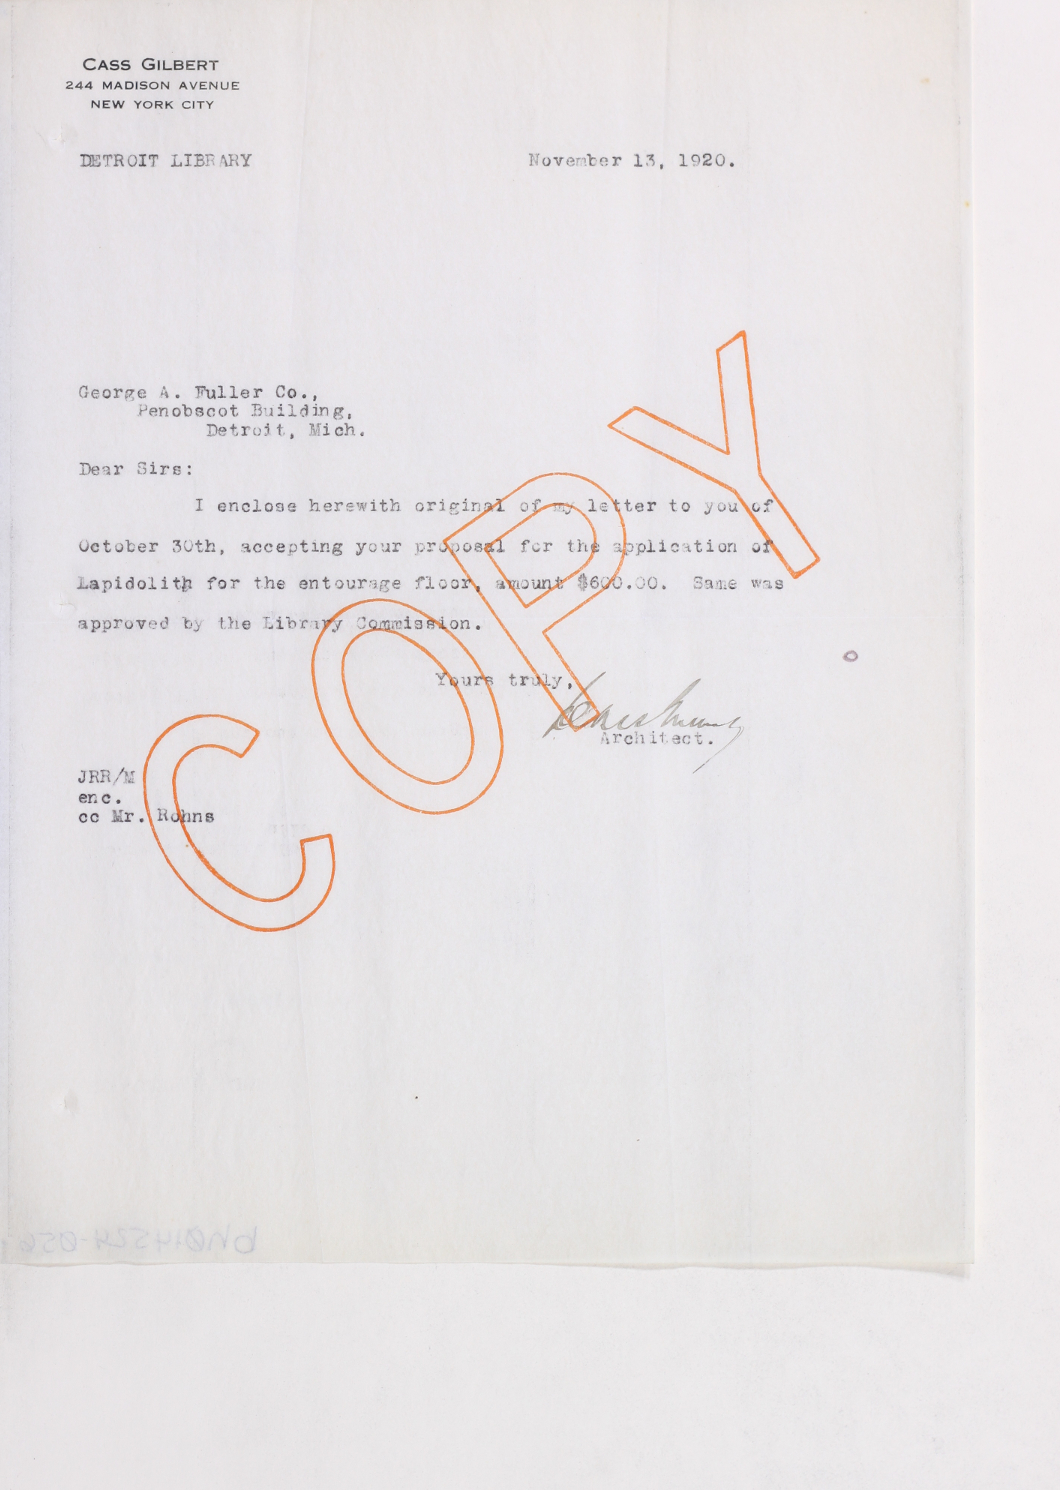 CASS GILBERT
244 MADISON AVENUE
NEW YORK CITY
DETROIT LIBRARY November 13, 1920.
George A. Fuller Co.,
Penobscot Building,
Detroit, Mich.
Dear Sirs:
I enclose herewith original of my letter to you of
October 30th, accepting your proposal for the application of
Lapidolith for the entourage floor, amount $600.00. Same was
approved by the Library Commission.
Yours truly,
Architect.
JRR/M
enc.
cc Mr. Rohns
COPY